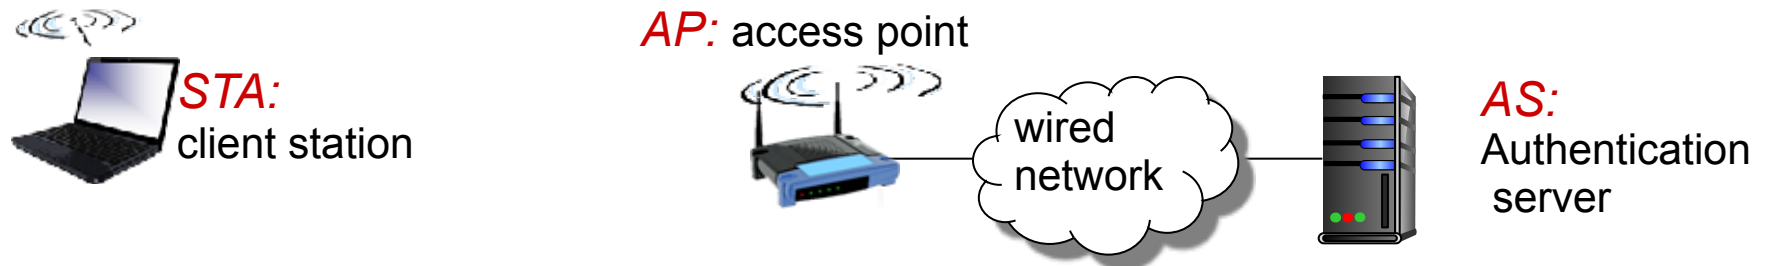 STA:
client station
AP: access point
wired
network
AS:
Authentication
server